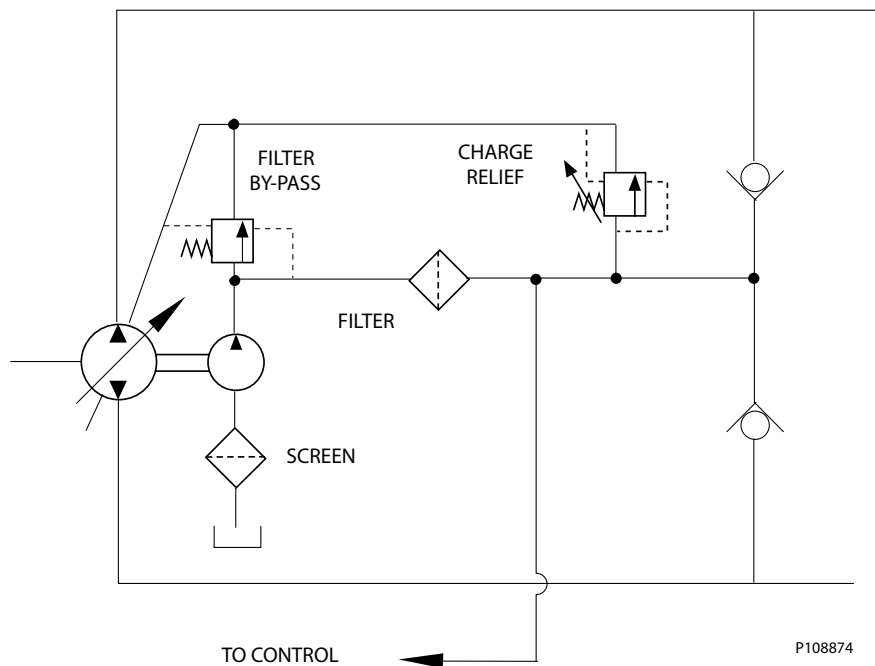 FILTER
BY-PASS
CHARGE
RELIEF
FILTER
SCREEN
TO CONTROL
P108874